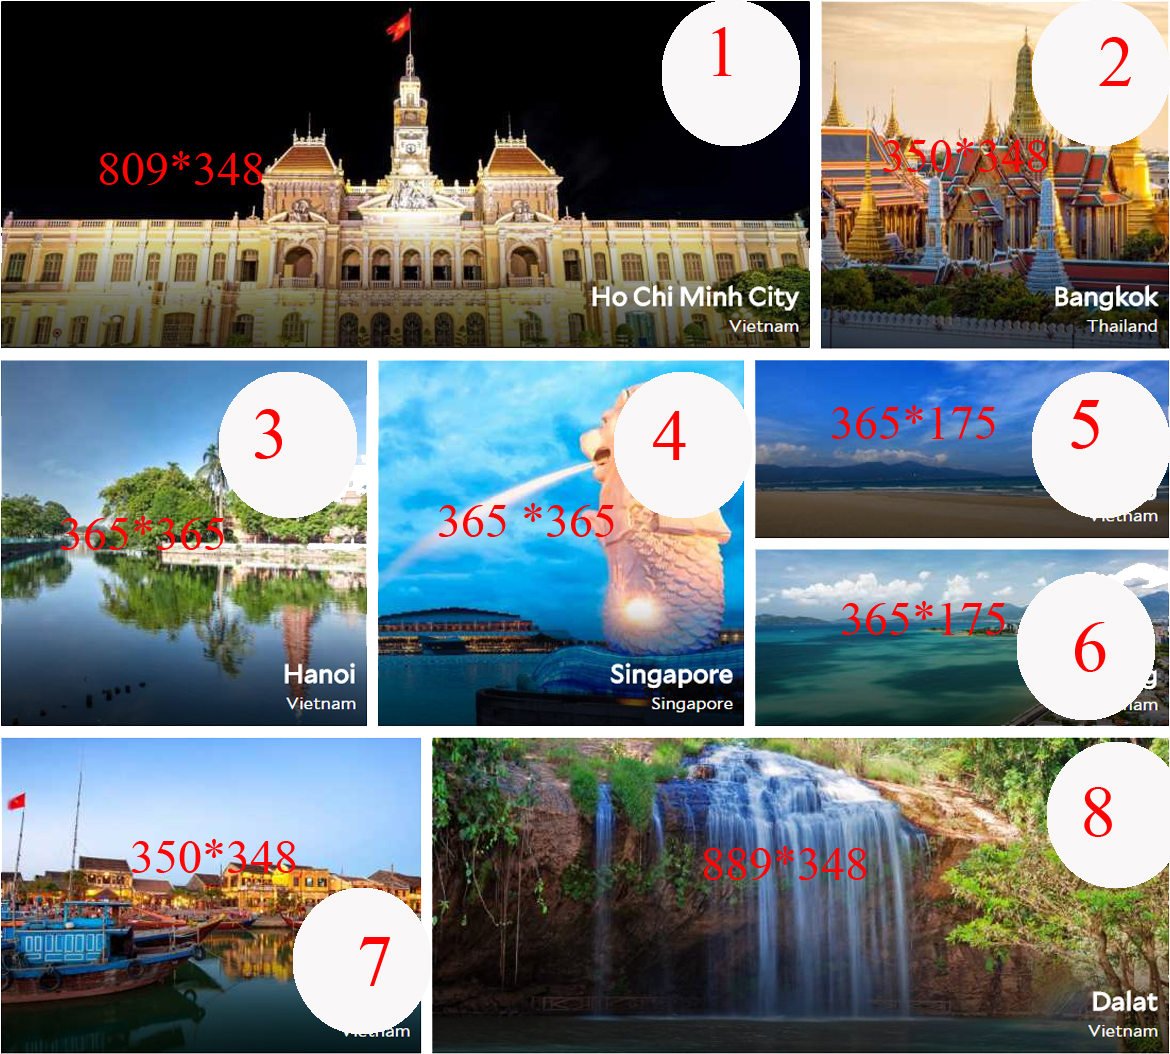 1
809*348
Ho Chi Minh City
Vietnam
2
350*348
Bangkok
Thailand
3
365*365
Hanoi
Vietnam
4
365 *365
Singapore
Singapore
5
365*175
Vietnam
365*175
6
7
350*348
Vietnam
8
889*348
Dalat
Vietnam